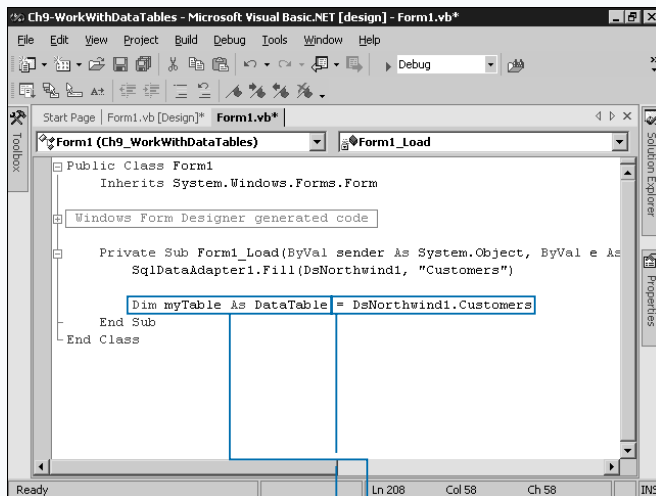 Ch9-WorkWithDataTables - Microsoft Visual Basic.NET [design] - Form1.vb*
File Edit View Project Build Debug Tools Window Help
Debug
Start Page Form1.vb [Design]* Form1.vb*
Form1 (Ch9_WorkWithDataTables) Form1_Load
Toolbox
Solution Explorer
Properties
Public Class Form1
Inherits System.Windows.Forms.Form
Windows Form Designer generated code
Private Sub Form1_Load(ByVal sender As System.Object, ByVal e As
SqlDataAdapter1.Fill(DsNorthwind1, "Customers")
Dim myTable As DataTable = DsNorthwind1.Customers
End Sub
End Class
Ready Ln 208 Col 58 Ch 58 INS